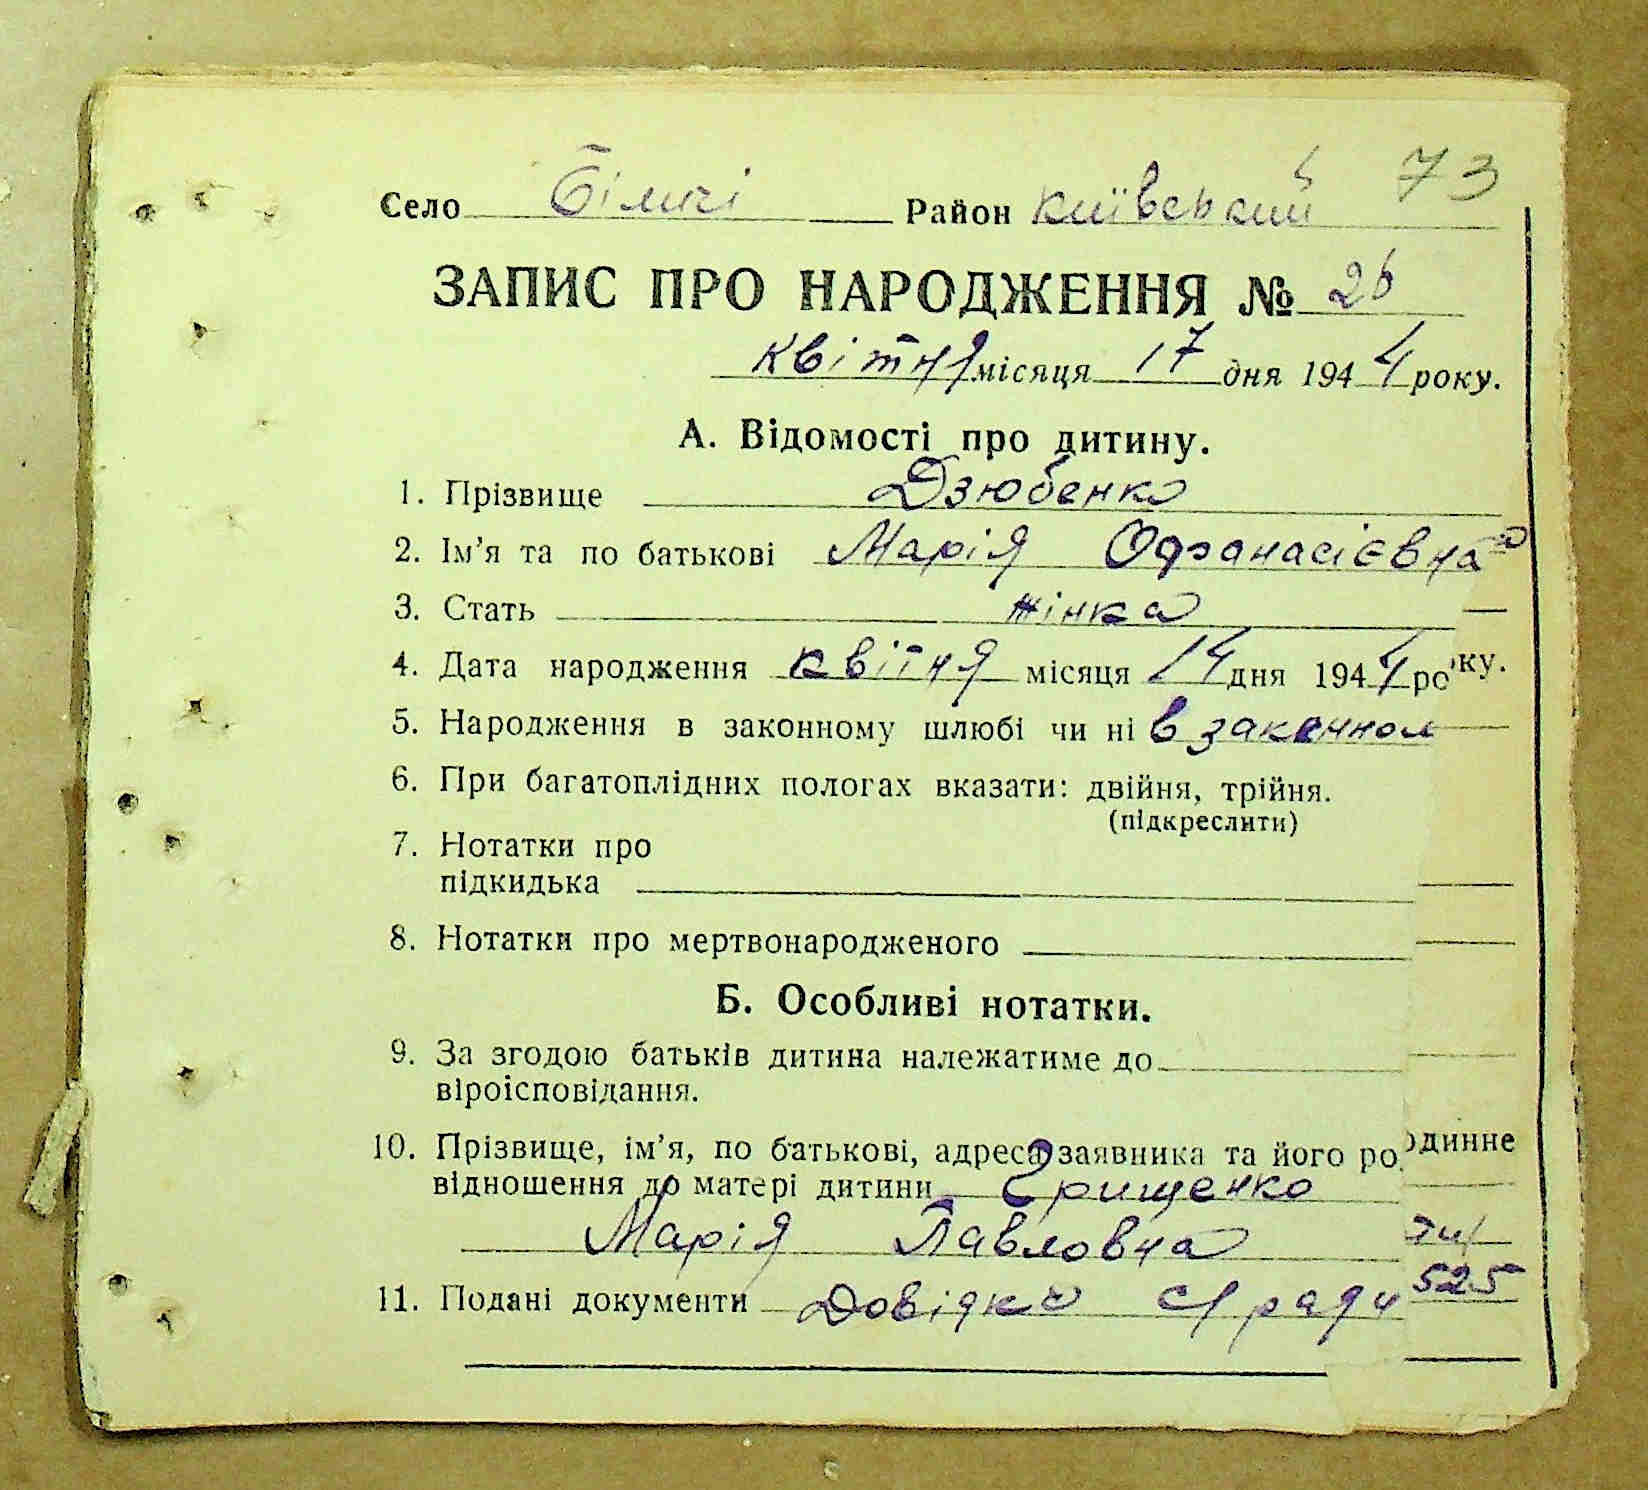 73
Село Біличі Район Київський
ЗАПИС ПРО НАРОДЖЕННЯ № 26
квітня місяця 17 дня 1944 року.
А. Відомості про дитину.
1. Прізвище Дзюбенко
2. Ім’я та по батькові Марія Офанасієвна
3. Стать жінка
4. Дата народження квітня місяця 14 дня 1944 року.
5. Народження в законному шлюбі чи ні в законном
6. При багатоплідних пологах вказати: двійня, трійня.
(підкреслити)
7. Нотатки про
підкидька
8. Нотатки про мертвонародженого
Б. Особливі нотатки.
9. За згодою батьків дитина належатиме до
віроісповідання.
10. Прізвище, ім’я, по батькові, адреса заявника та його ро одинне
відношення до матері дитини Грищенко
Марія Павловна
11. Подані документи Довідка с/ради 525